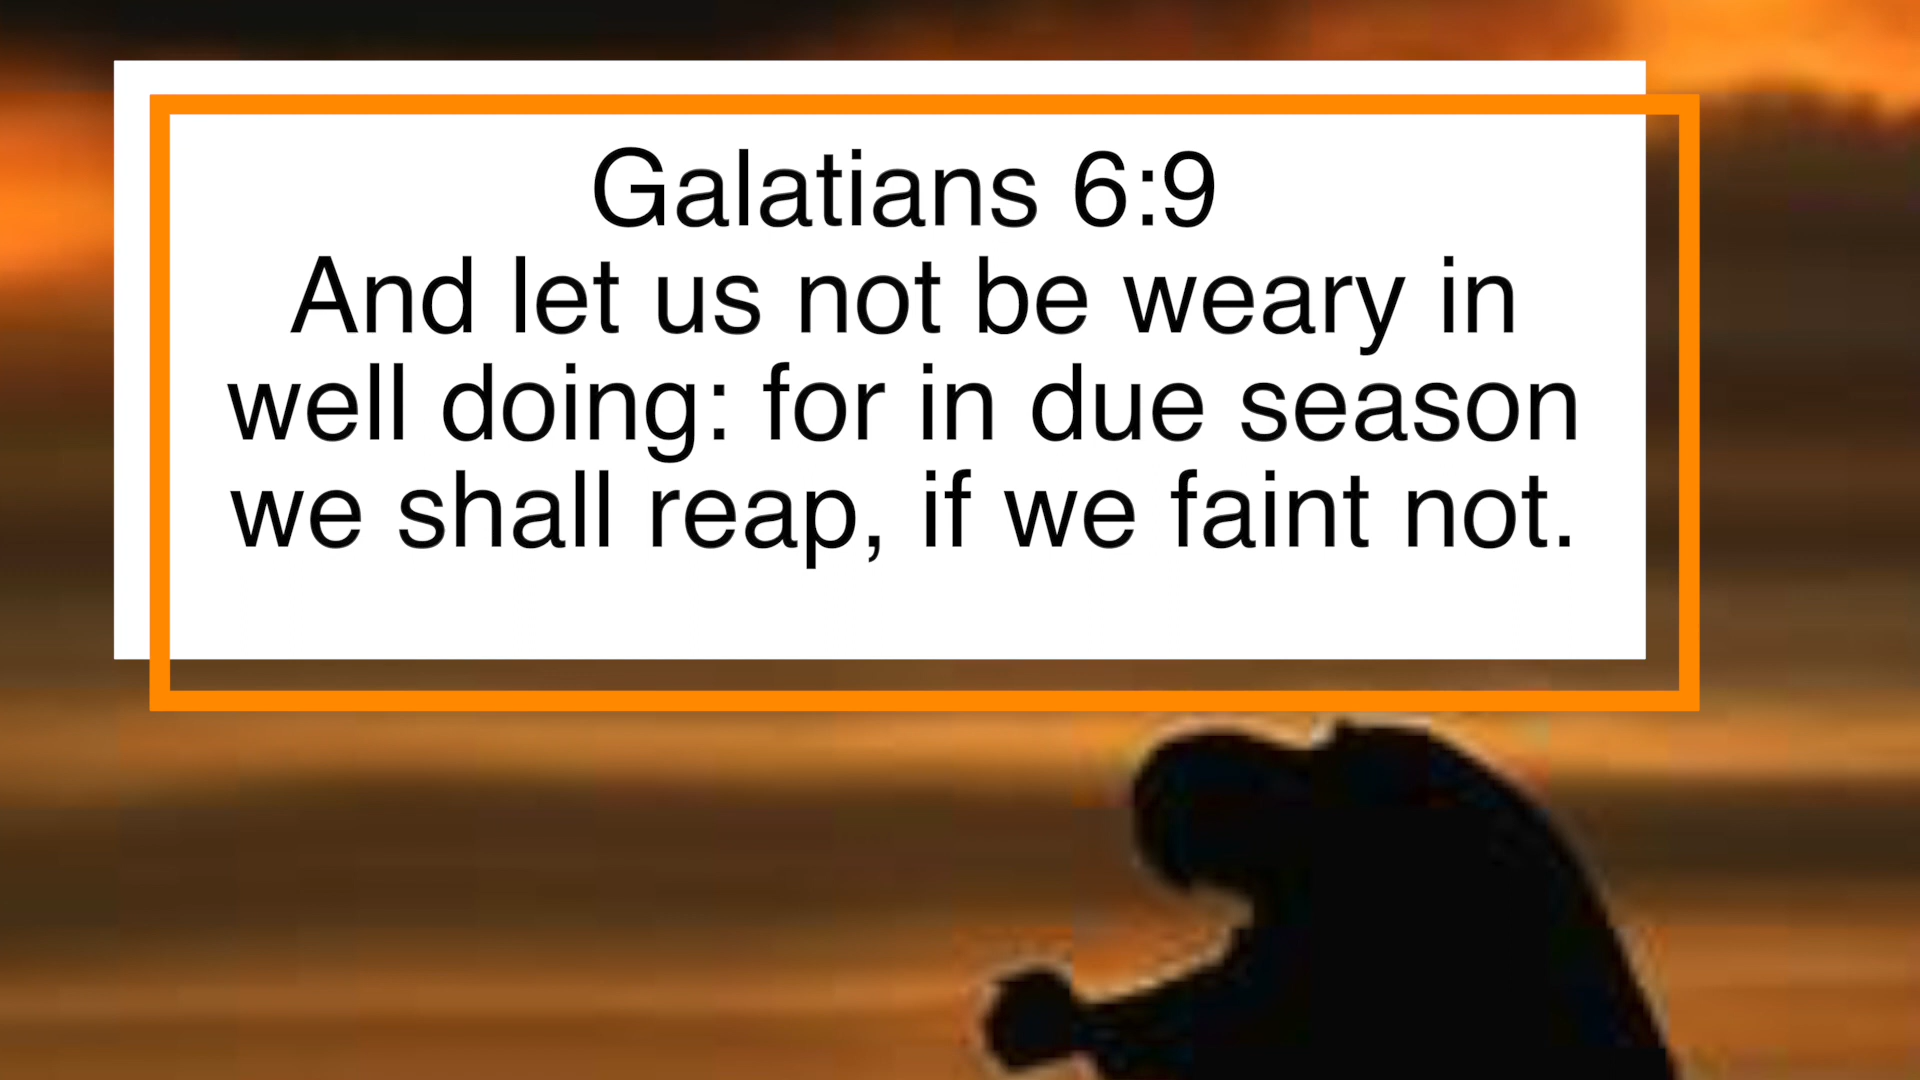 Galatians 6:9
And let us not be weary in
well doing: for in due season
we shall reap, if we faint not.